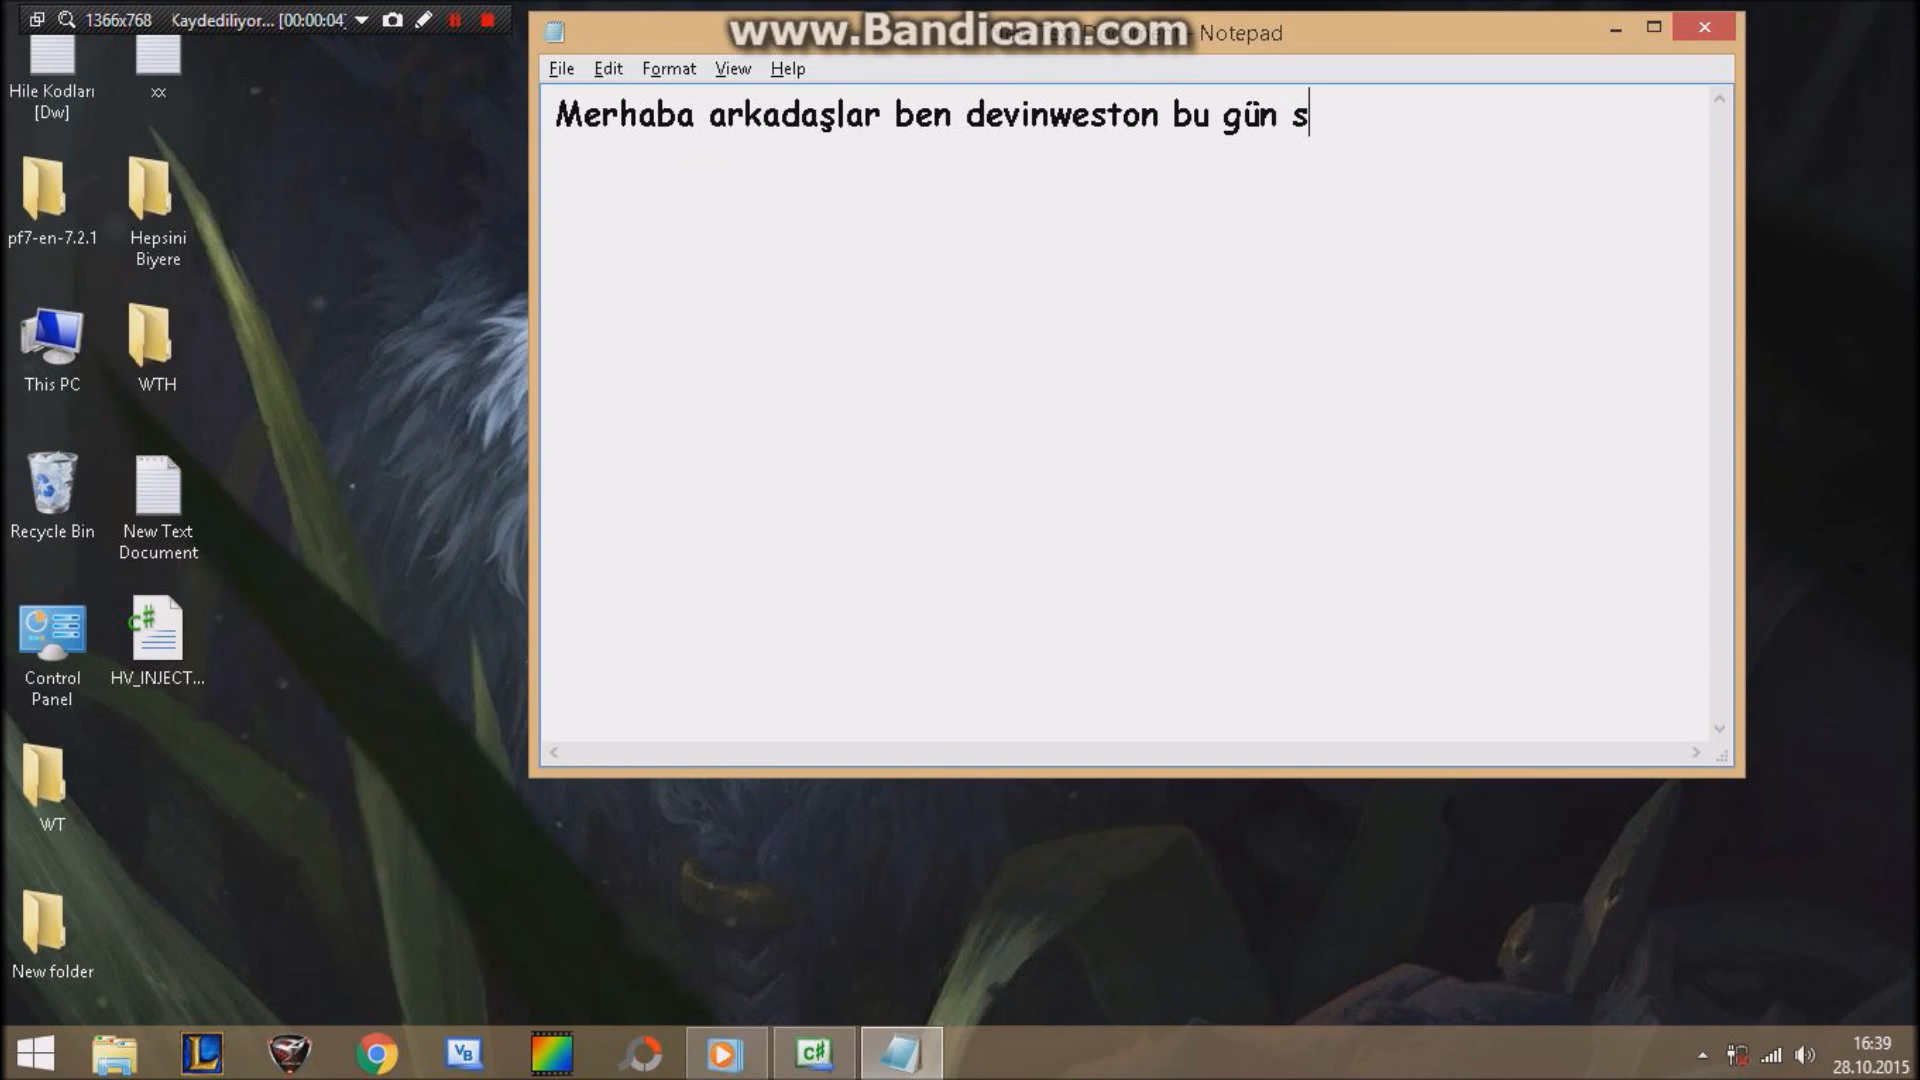 1366x768 Kaydediliyor... [00:00:04]
www.Bandicam.com
- Notepad
File Edit Format View Help
Merhaba arkadaşlar ben devinweston bu gün s
Hile Kodları
[Dw]
xx
pf7-en-7.2.1
Hepsini
Biyere
This PC
WTH
Recycle Bin
New Text
Document
Control
Panel
HV_INJECT...
WT
New folder
16:39
28.10.2015